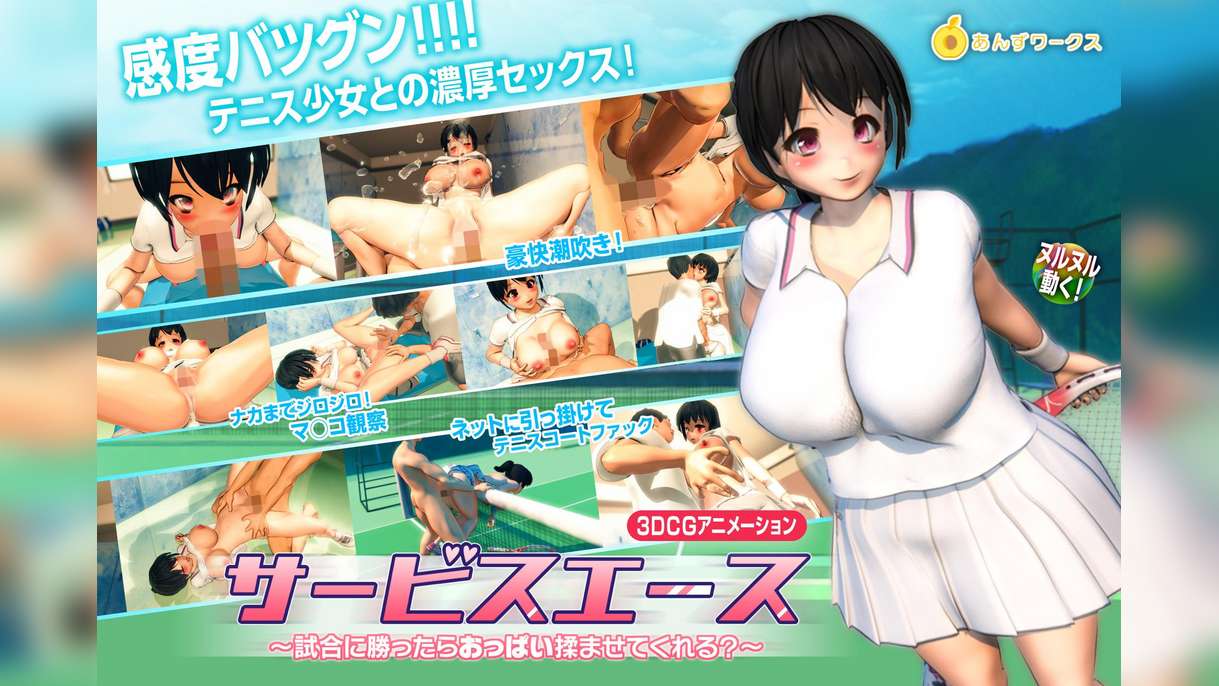 感度バツグン!!!!
テニス少女との濃厚セックス!
あんずワークス
豪快潮吹き!
ヌルヌル
動く!
ナカまでジロジロ!
マ〇コ観察
ネットに引っ掛けて
テニスコートファック
3DCGアニメーション
サービスエース
〜試合に勝ったらおっぱい揉ませてくれる?〜